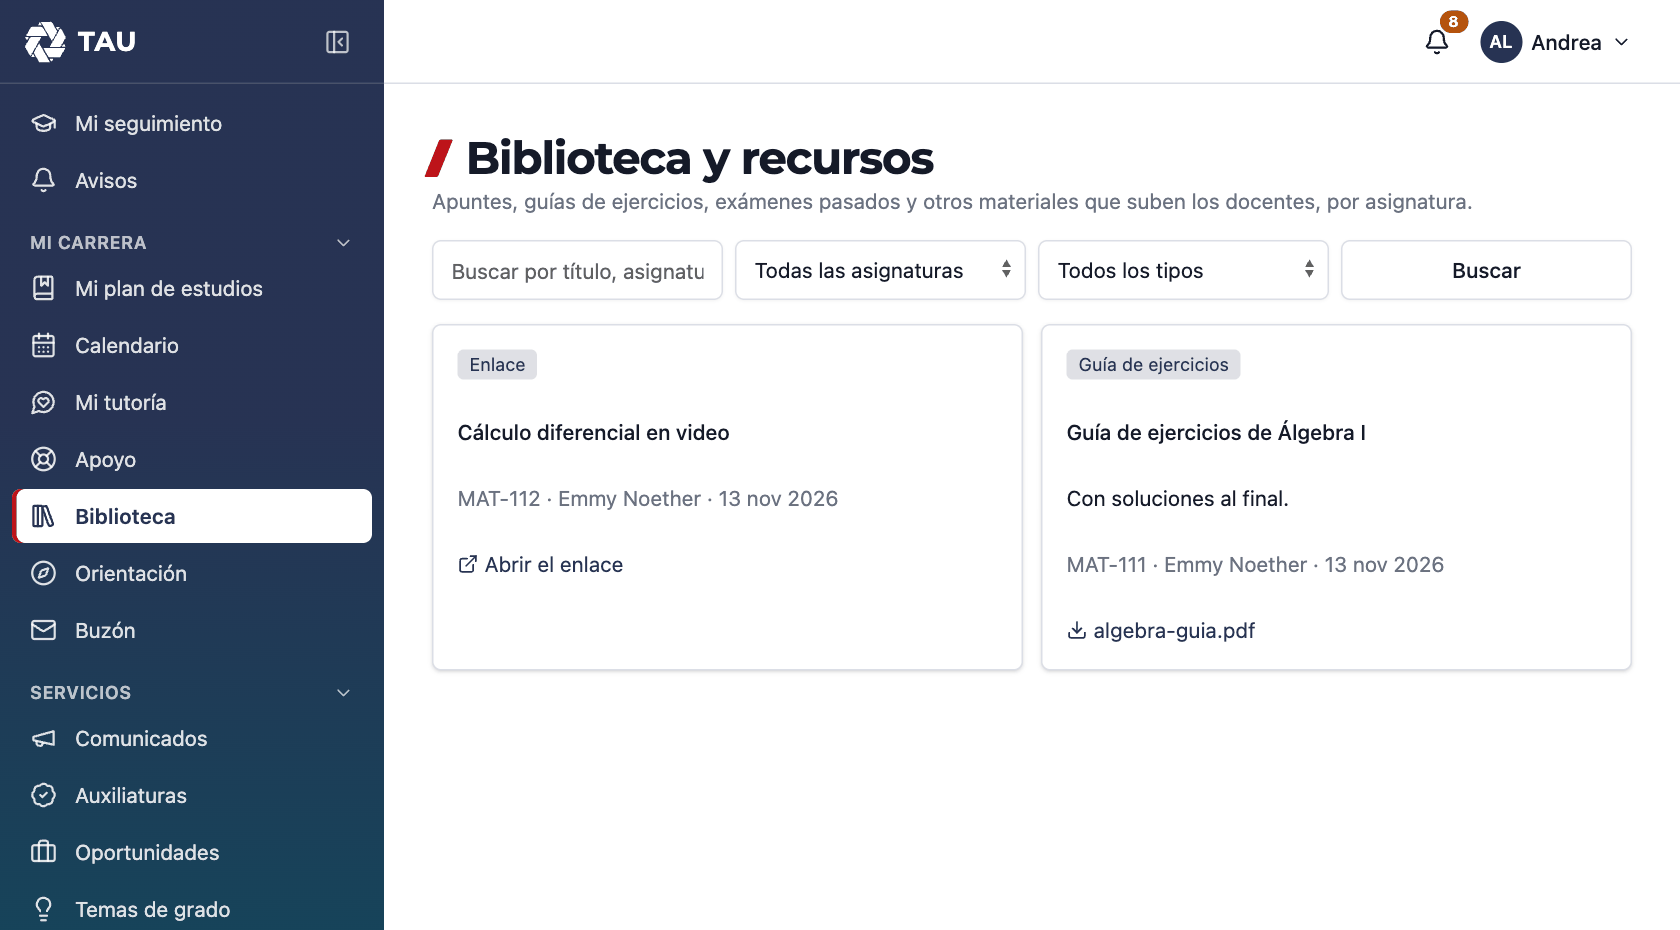 TAU
8
AL
Andrea
Mi seguimiento
Avisos
MI CARRERA
Mi plan de estudios
Calendario
Mi tutoría
Apoyo
Biblioteca
Orientación
Buzón
SERVICIOS
Comunicados
Auxiliaturas
Oportunidades
Temas de grado
Biblioteca y recursos
Apuntes, guías de ejercicios, exámenes pasados y otros materiales que suben los docentes, por asignatura.
Buscar por título, asignatu
Todas las asignaturas
Todos los tipos
Buscar
Enlace
Cálculo diferencial en video
MAT-112 · Emmy Noether · 13 nov 2026
Abrir el enlace
Guía de ejercicios
Guía de ejercicios de Álgebra I
Con soluciones al final.
MAT-111 · Emmy Noether · 13 nov 2026
algebra-guia.pdf